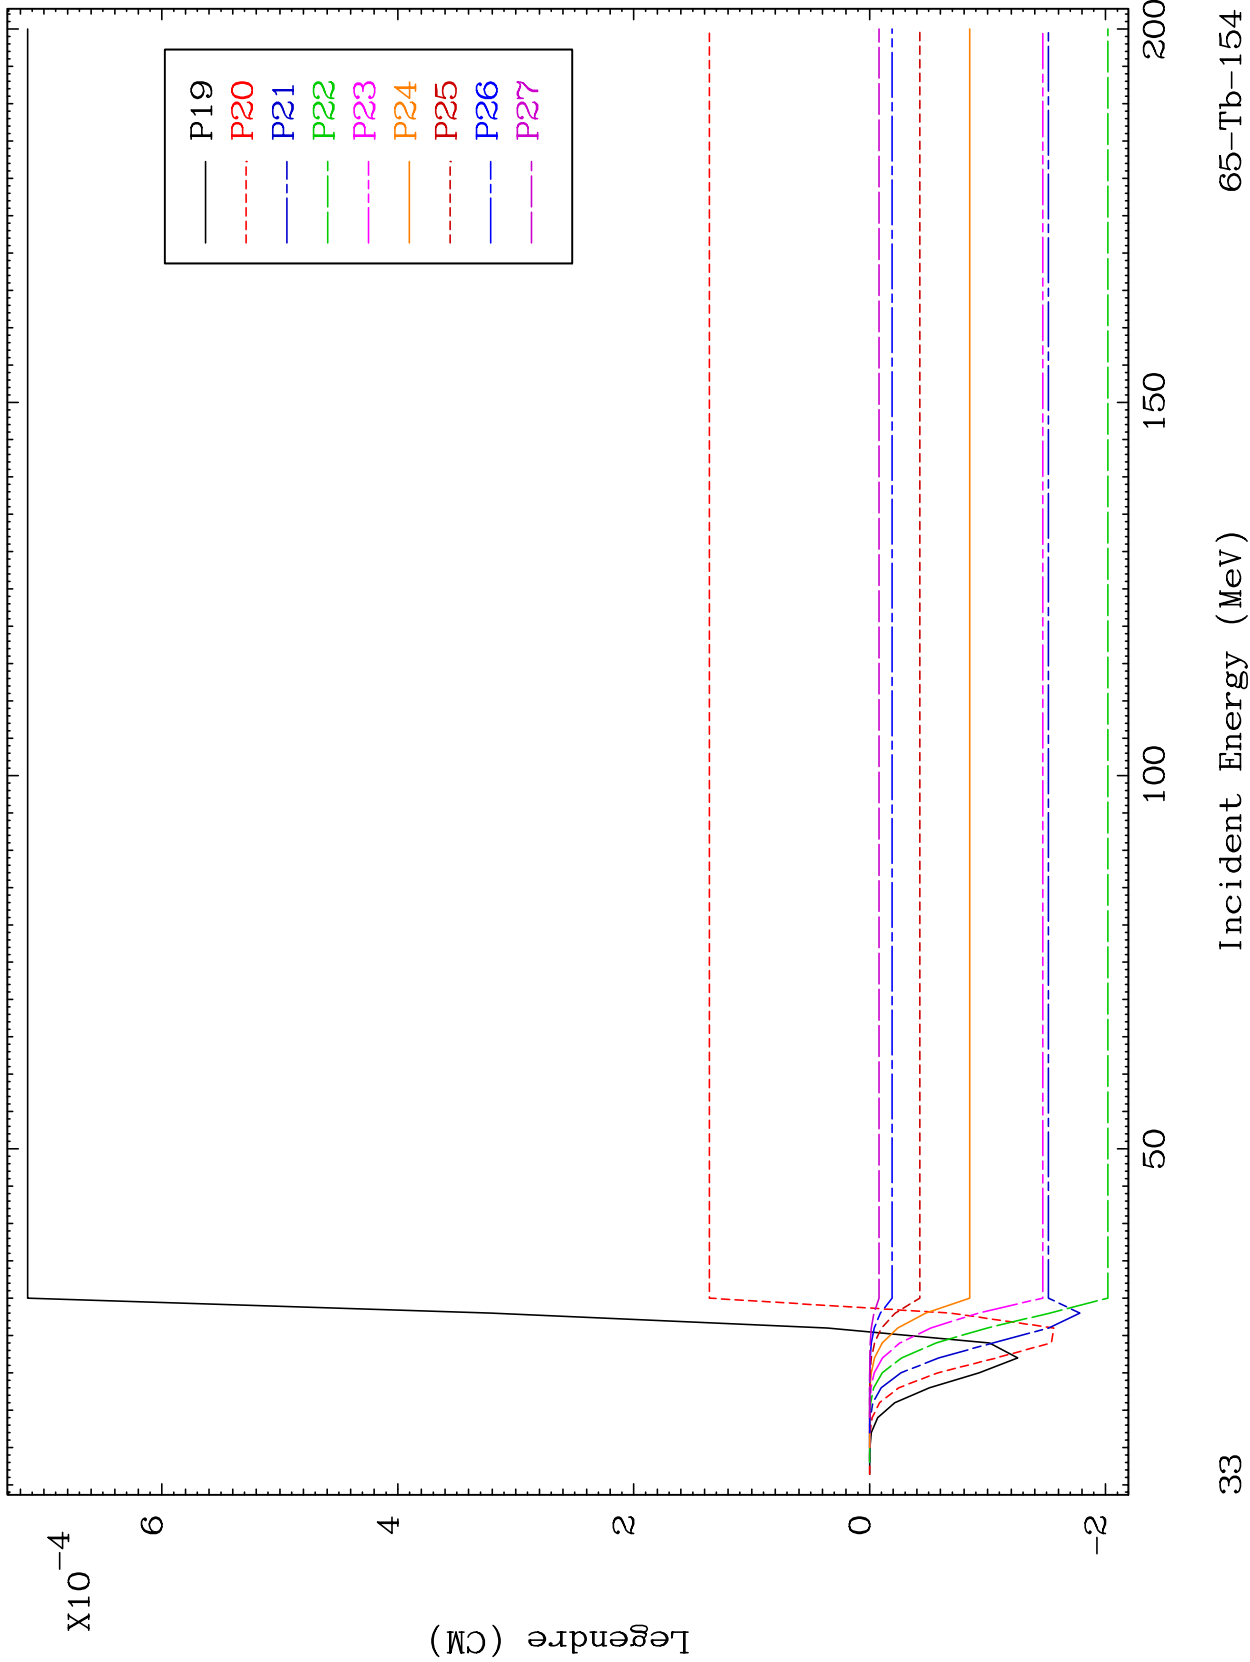 X10
-4
6
4
2
0
-2
Legendre (CM)
P19
P20
P21
P22
P23
P24
P25
P26
P27
50
100
150
200
Incident Energy (MeV)
33
65-Tb-154